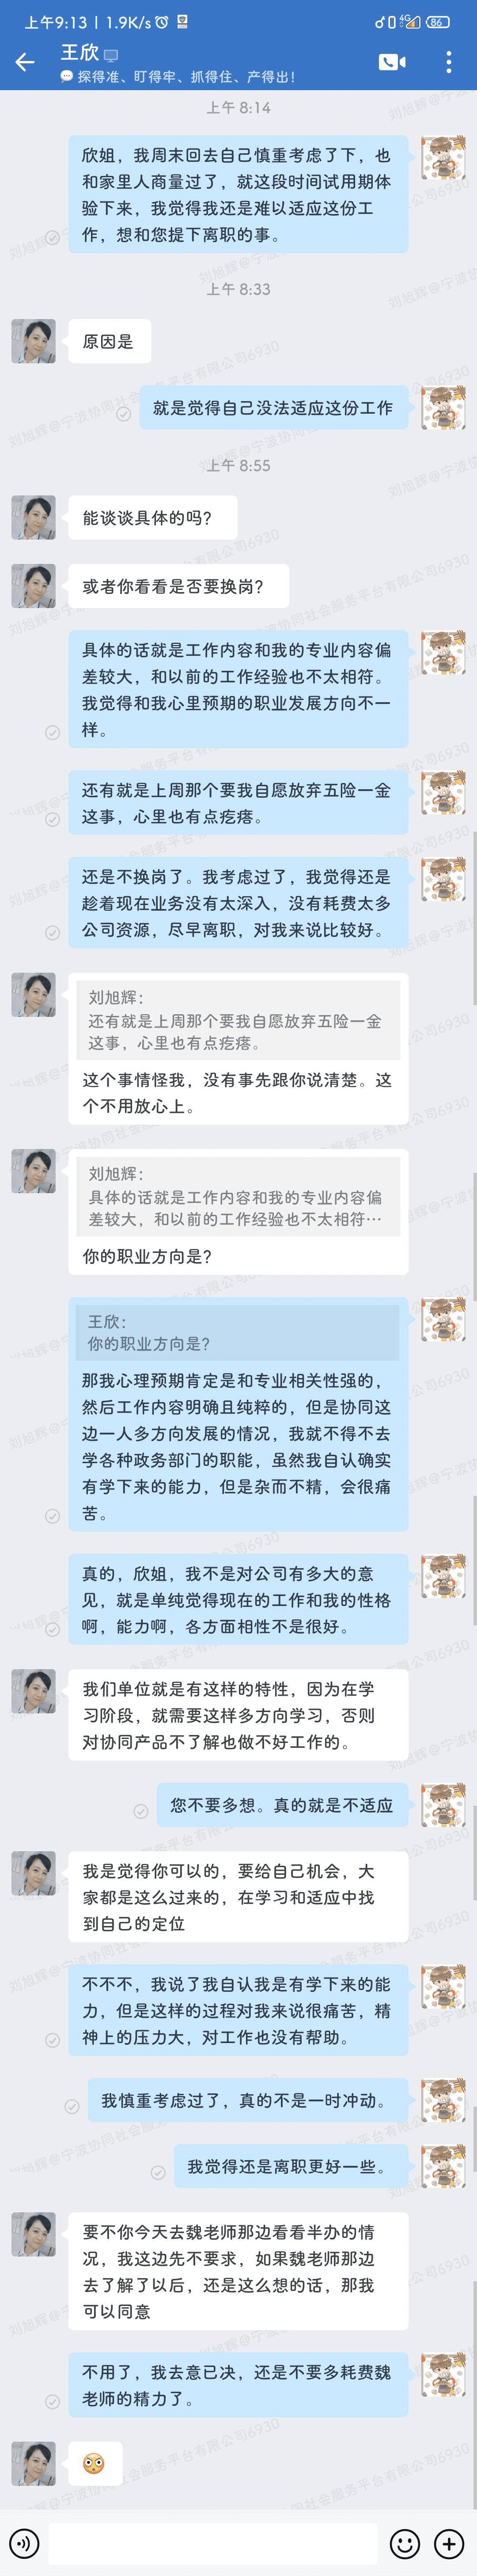 上午9:13 | 1.9K/s
4G
86
王欣
探得准、盯得牢、抓得住、产得出！
上午 8:14
欣姐，我周末回去自己慎重考虑了下，也
和家里人商量过了，就这段时间试用期体
验下来，我觉得我还是难以适应这份工
作，想和您提下离职的事。
上午 8:33
原因是
就是觉得自己没法适应这份工作
上午 8:55
能谈谈具体的吗？
或者你看看是否要换岗？
具体的话就是工作内容和我的专业内容偏
差较大，和以前的工作经验也不太相符。
我觉得和我心里预期的职业发展方向不一
样。
还有就是上周那个要我自愿放弃五险一金
这事，心里也有点疙瘩。
还是不换岗了。我考虑过了，我觉得还是
趁着现在业务没有太深入，没有耗费太多
公司资源，尽早离职，对我来说比较好。
刘旭辉：
还有就是上周那个要我自愿放弃五险一金
这事，心里也有点疙瘩。
这个事情怪我，没有事先跟你说清楚。这
个不用放心上。
刘旭辉：
具体的话就是工作内容和我的专业内容偏
差较大，和以前的工作经验也不太相符…
你的职业方向是？
王欣：
你的职业方向是？
那我心理预期肯定是和专业相关性强的，
然后工作内容明确且纯粹的，但是协同这
边一人多方向发展的情况，我就不得不去
学各种政务部门的职能，虽然我自认确实
有学下来的能力，但是杂而不精，会很痛
苦。
真的，欣姐，我不是对公司有多大的意
见，就是单纯觉得现在的工作和我的性格
啊，能力啊，各方面相性不是很好。
我们单位就是有这样的特性，因为在学
习阶段，就需要这样多方向学习，否则
对协同产品不了解也做不好工作的。
您不要多想。真的就是不适应
我是觉得你可以的，要给自己机会，大
家都是这么过来的，在学习和适应中找
到自己的定位
不不不，我说了我自认我是有学下来的能
力，但是这样的过程对我来说很痛苦，精
神上的压力大，对工作也没有帮助。
我慎重考虑过了，真的不是一时冲动。
我觉得还是离职更好一些。
要不你今天去魏老师那边看看半办的情
况，我这边先不要求，如果魏老师那边
去了解了以后，还是这么想的话，那我
可以同意
不用了，我去意已决，还是不要多耗费魏
老师的精力了。
刘旭辉@宁波协同社会服务平台有限公司6930